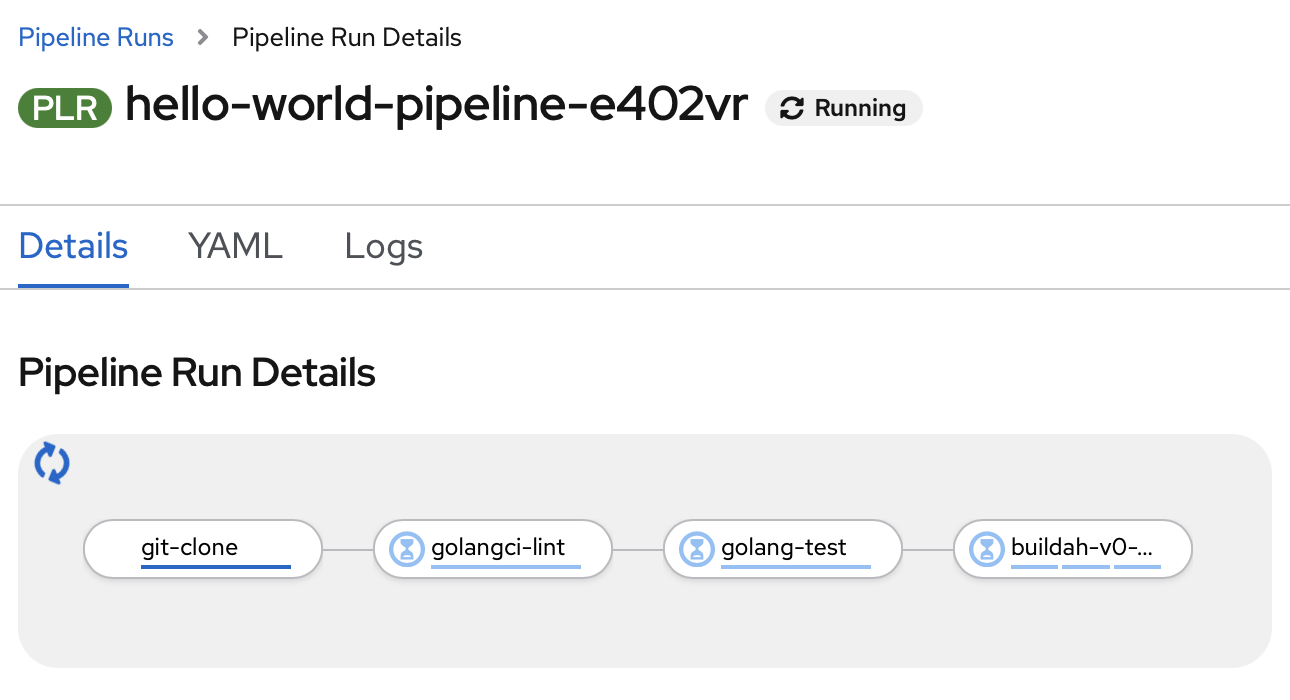 Pipeline Runs > Pipeline Run Details
PLR hello-world-pipeline-e402vr Running
Details YAML Logs
Pipeline Run Details
git-clone golangci-lint golang-test buildah-v0-...